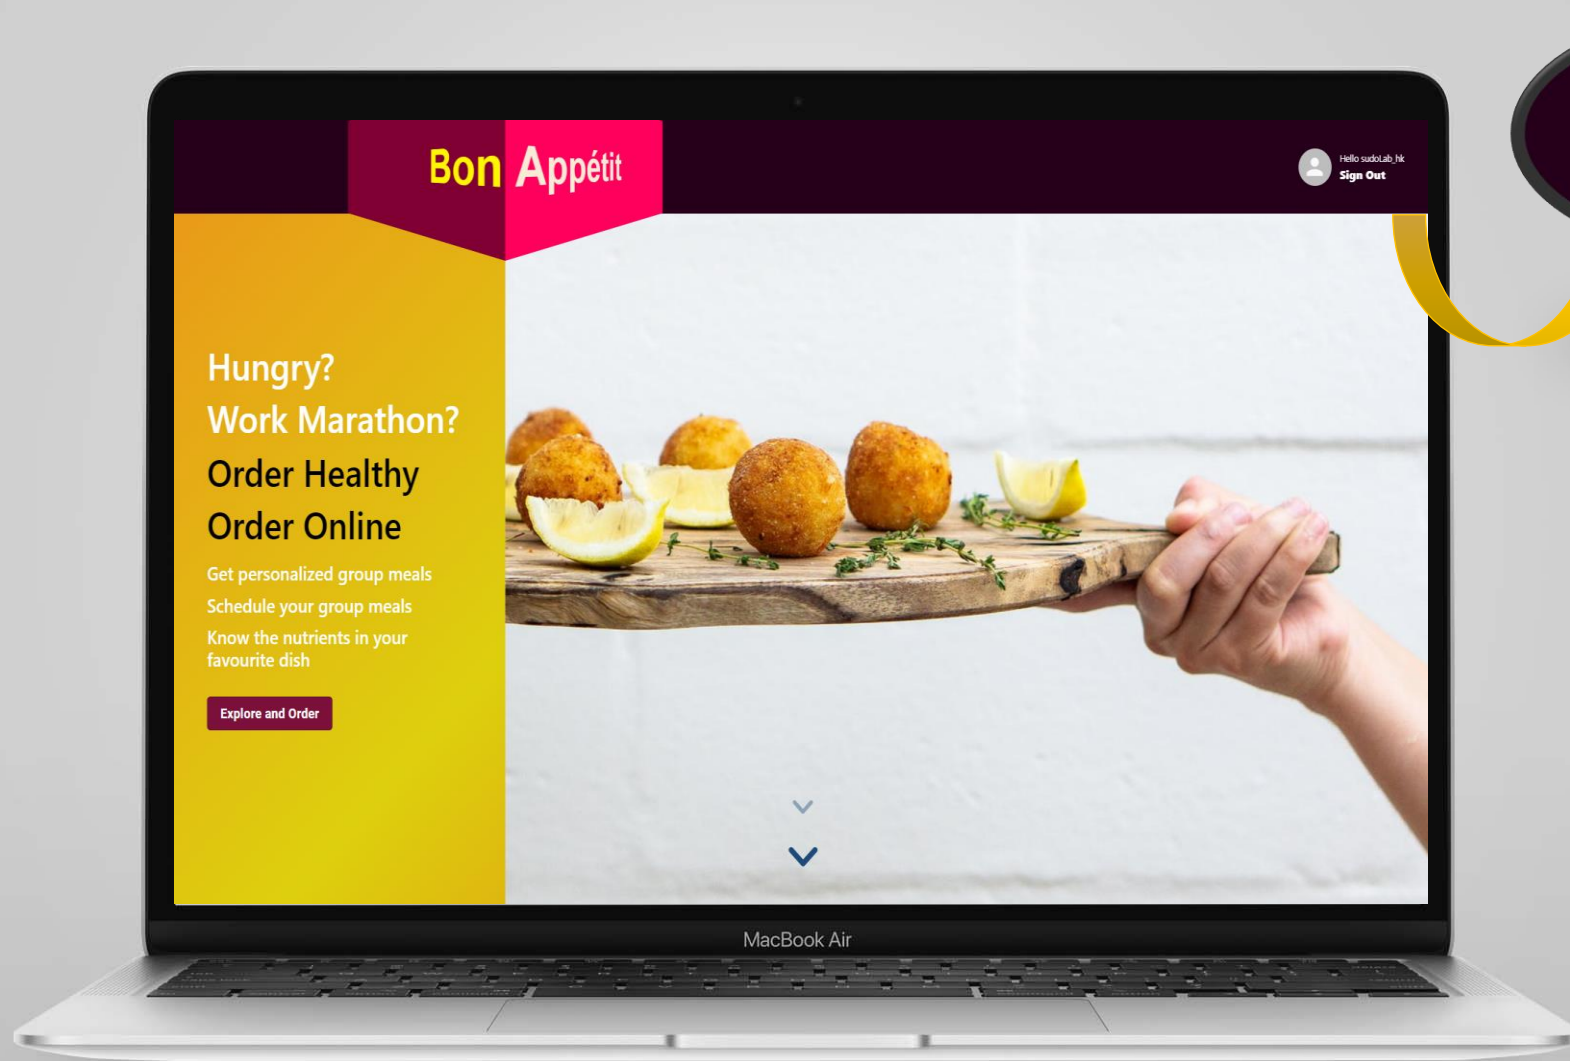 Bon Appétit
Hello sudoLab_hk
Sign Out
Hungry?
Work Marathon?
Order Healthy
Order Online
Get personalized group meals
Schedule your group meals
Know the nutrients in your
favourite dish
Explore and Order
MacBook Air